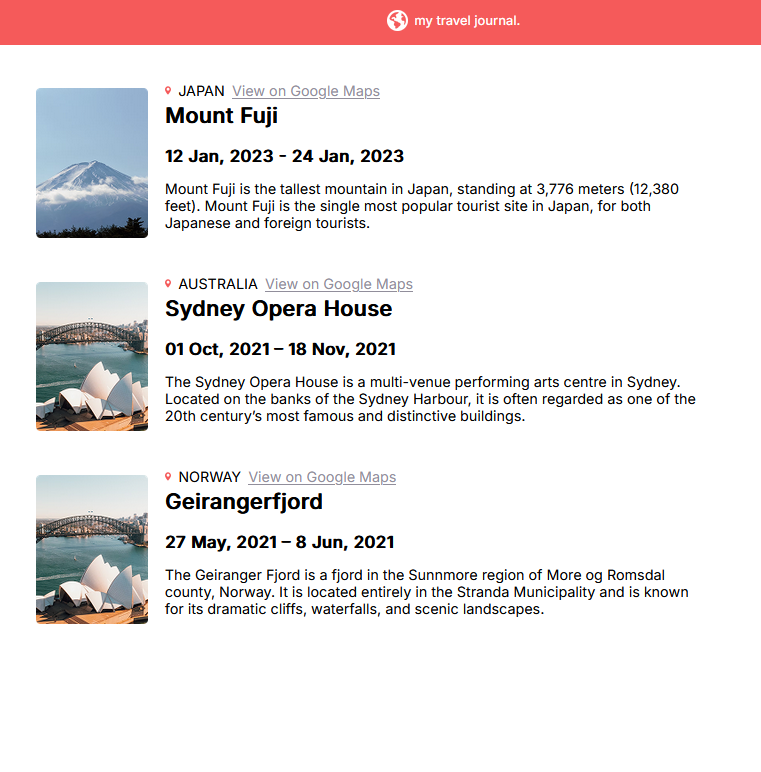 my travel journal.
JAPAN View on Google Maps
Mount Fuji
12 Jan, 2023 - 24 Jan, 2023
Mount Fuji is the tallest mountain in Japan, standing at 3,776 meters (12,380
feet). Mount Fuji is the single most popular tourist site in Japan, for both
Japanese and foreign tourists.
AUSTRALIA View on Google Maps
Sydney Opera House
01 Oct, 2021 – 18 Nov, 2021
The Sydney Opera House is a multi-venue performing arts centre in Sydney.
Located on the banks of the Sydney Harbour, it is often regarded as one of the
20th century’s most famous and distinctive buildings.
NORWAY View on Google Maps
Geirangerfjord
27 May, 2021 – 8 Jun, 2021
The Geiranger Fjord is a fjord in the Sunnmore region of More og Romsdal
county, Norway. It is located entirely in the Stranda Municipality and is known
for its dramatic cliffs, waterfalls, and scenic landscapes.